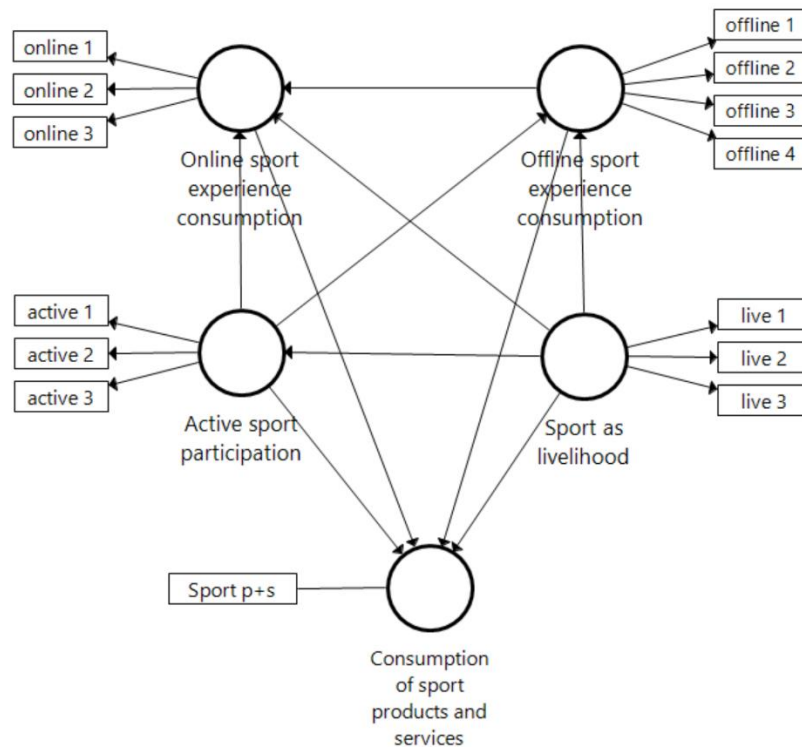 online 1
online 2
online 3
offline 1
offline 2
offline 3
offline 4
Online sport
experience
consumption
Offline sport
experience
consumption
active 1
active 2
active 3
live 1
live 2
live 3
Active sport
participation
Sport as
livelihood
Sport p+s
Consumption
of sport
products and
services